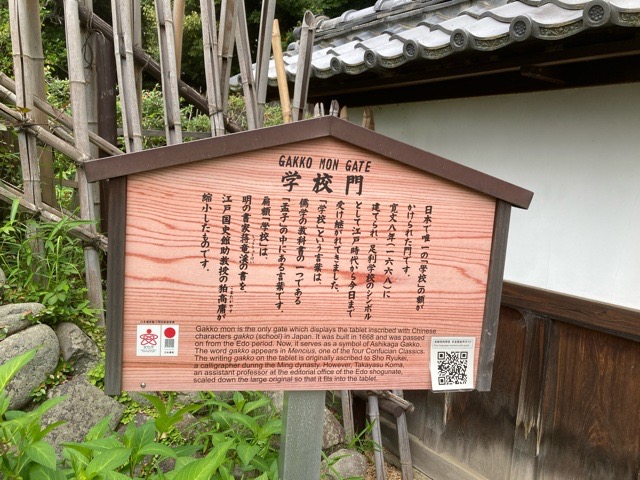 GAKKO MON GATE
学校門
日本で唯一の「学校」の額が
かけられた門です。
寛文八年（一六六八）に
建てられ、足利学校のシンボル
として江戸時代から今日まで
受け継がれてきました。
「学校」という言葉は、
儒学の教科書の一つである
『孟子』の中にある言葉です。
扁額「学校」は、
明の書家蒋竜渓の書を、
江戸国史館助教授の狛高庸が
縮小したものです。
Gakko mon is the only gate which displays the tablet inscribed with Chinese
characters gakko (school) in Japan. It was built in 1668 and was passed
on from the Edo period. Now, it serves as a symbol of Ashikaga Gakko.
The word gakko appears in Mencius, one of the four Confucian Classics.
The writing gakko on the tablet is originally ascribed to Sho Ryukei,
a calligrapher during the Ming dynasty. However, Takayasu Koma,
an assistant professor at the editorial office of the Edo shogunate,
scaled down the large original so that it fits into the tablet.